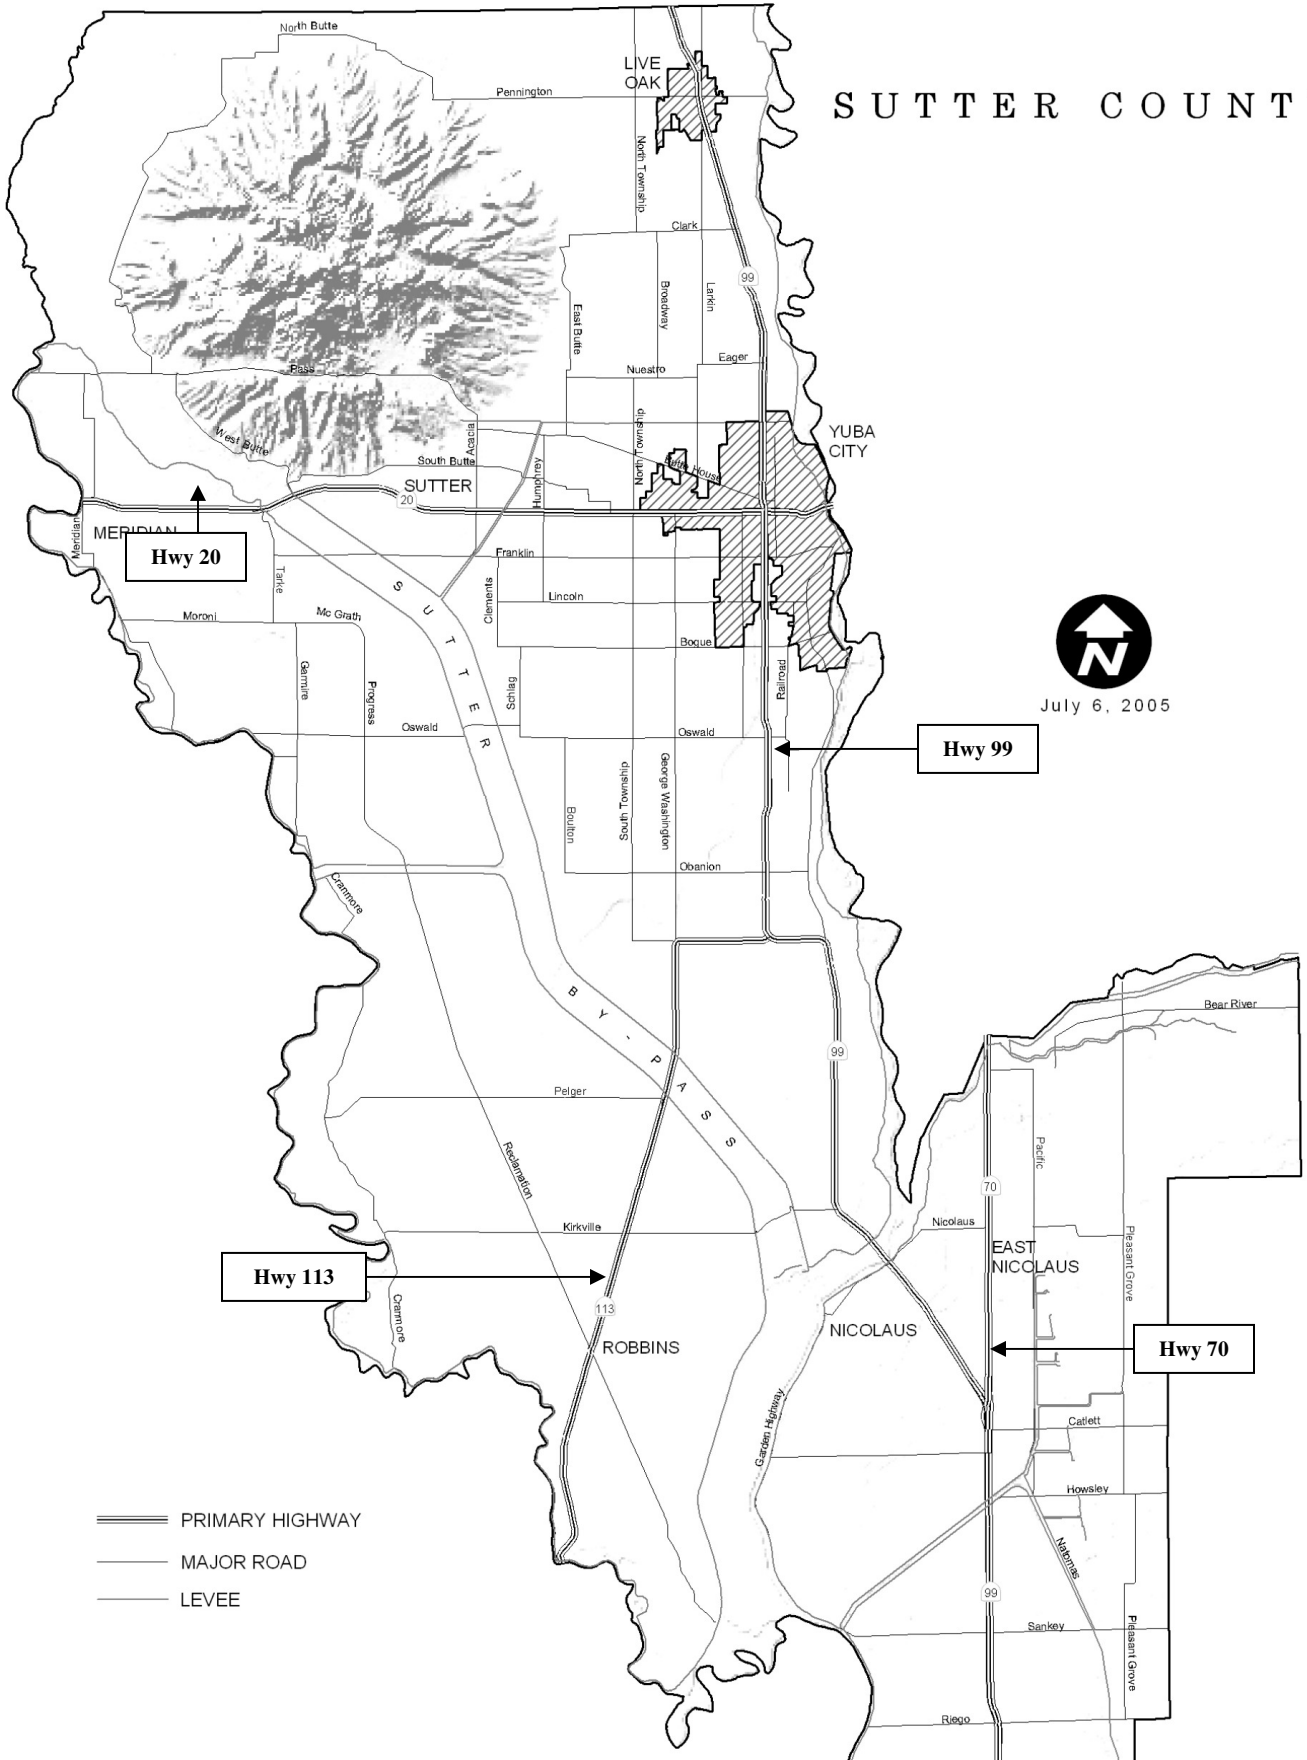 North Butte
LIVE
OAK
Pennington
SUTTER COUNT
North Township
Clark
99
East Butte
Broadway
Larkin
Eager
Nuestro
Pass
West Butte
Acacia
South Butte
SUTTER
20
Humphrey
North Township
Butte House
YUBA
CITY
MERIDIAN
Meridian
Hwy 20
Franklin
Tarke
Clements
Lincoln
Moroni
Mc Grath
Bogue
SUTTER
Garmire
Progress
Schlag
Railroad
July 6, 2005
N
Oswald
Oswald
Hwy 99
Boulton
South Township
George Washington
Obanion
Cranmore
BY-PASS
Bear River
99
Pelger
Pacific
Reclamation
70
Kirkville
Nicolaus
EAST
NICOLAUS
Pleasant Grove
Hwy 113
113
Cranmore
ROBBINS
NICOLAUS
Hwy 70
Garden Highway
Catlett
Howsley
Natomas
PRIMARY HIGHWAY
MAJOR ROAD
LEVEE
99
Sankey
Pleasant Grove
Riego